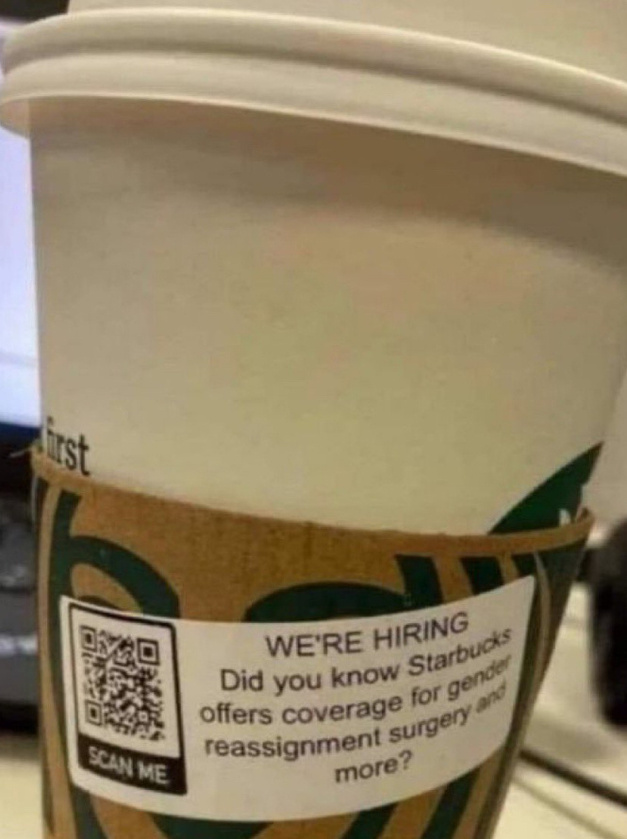 first
WE'RE HIRING
Did you know Starbucks
offers coverage for gender
reassignment surgery and
more?
SCAN ME